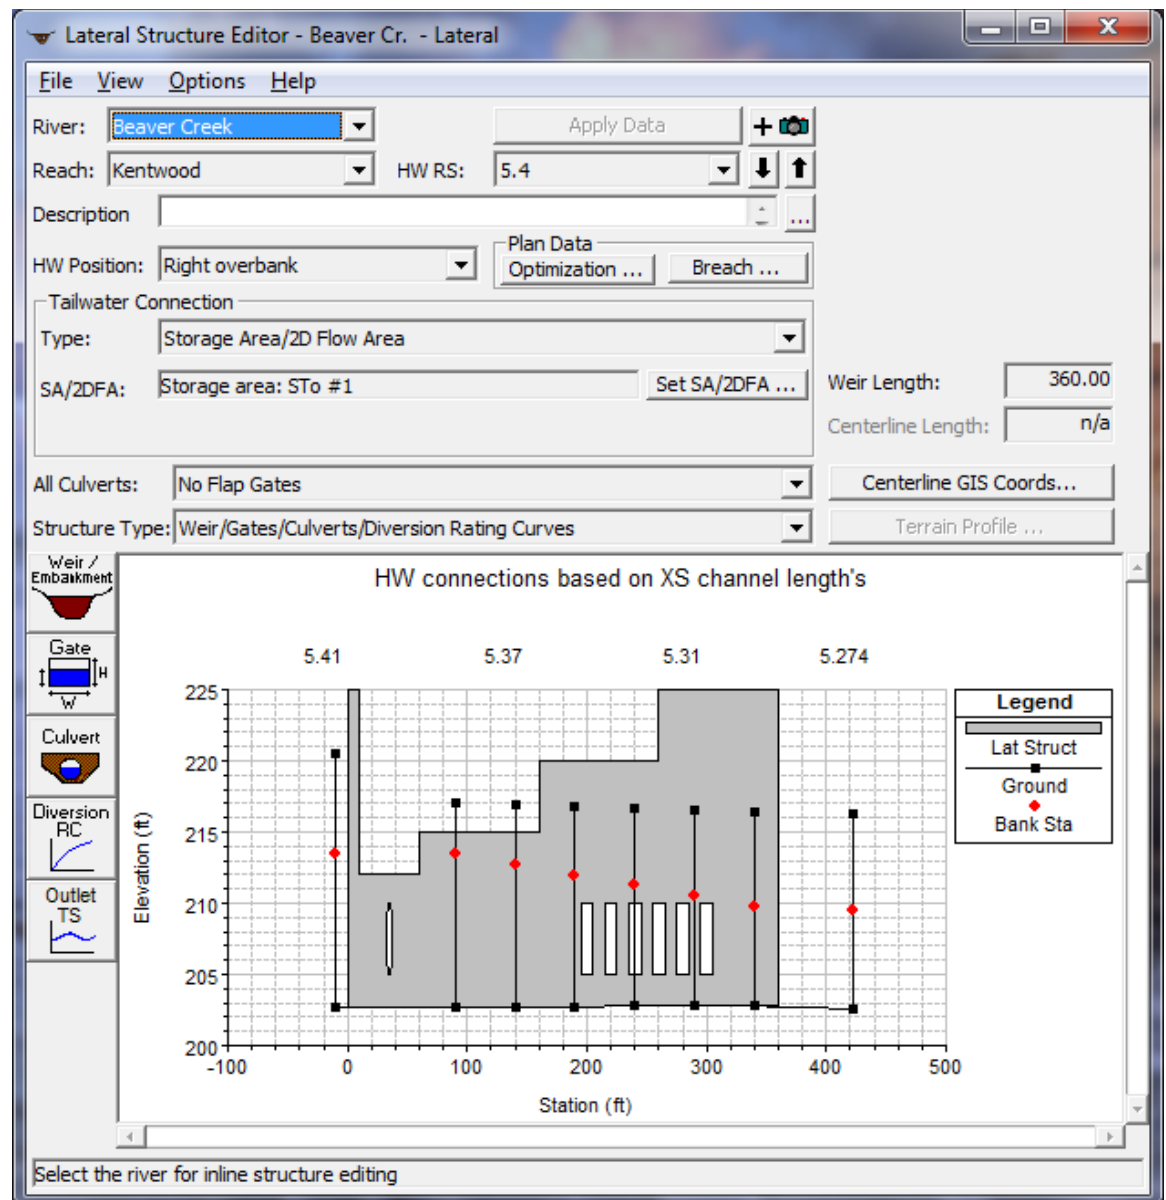 Lateral Structure Editor - Beaver Cr. - Lateral
File View Options Help
River: Beaver Creek Apply Data +
Reach: Kentwood HW RS: 5.4
Description ...
HW Position: Right overbank Plan Data Optimization ... Breach ...
Tailwater Connection
Type: Storage Area/2D Flow Area
SA/2DFA: Storage area: STo #1 Set SA/2DFA ... Weir Length: 360.00
Centerline Length: n/a
All Culverts: No Flap Gates Centerline GIS Coords...
Structure Type: Weir/Gates/Culverts/Diversion Rating Curves Terrain Profile ...
Weir /
Embankment
Gate
H
W
Culvert
Diversion
RC
Outlet
TS
HW connections based on XS channel length's
5.41 5.37 5.31 5.274
225
220
215
210
205
200
Elevation (ft)
-100 0 100 200 300 400 500
Station (ft)
Legend
Lat Struct
Ground
Bank Sta
Select the river for inline structure editing